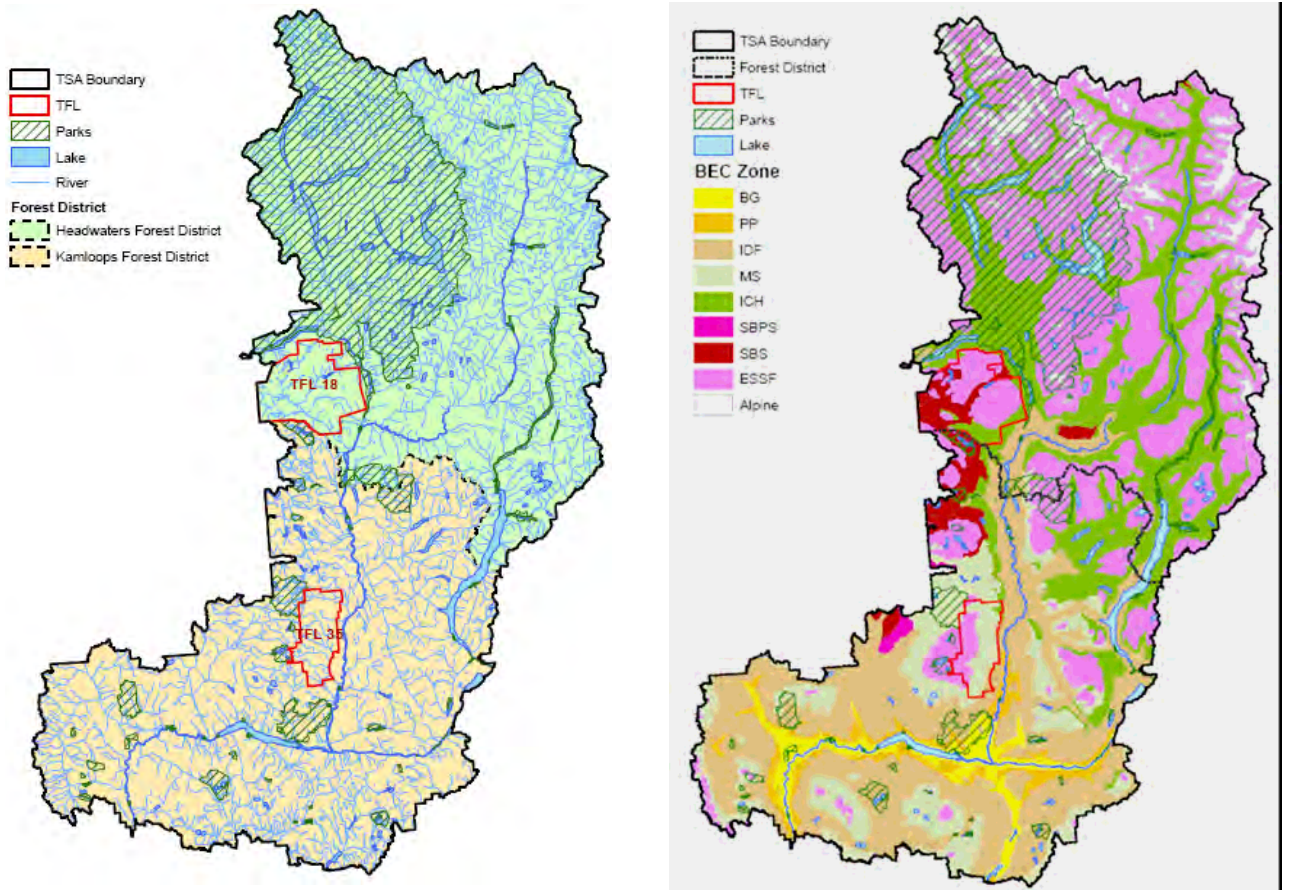 TSA Boundary
TFL
Parks
Lake
River
Forest District
Headwaters Forest District
Kamloops Forest District
TFL 18
TFL 35
TSA Boundary
Forest District
TFL
Parks
Lake
BEC Zone
BG
PP
IDF
MS
ICH
SBPS
SBS
ESSF
Alpine